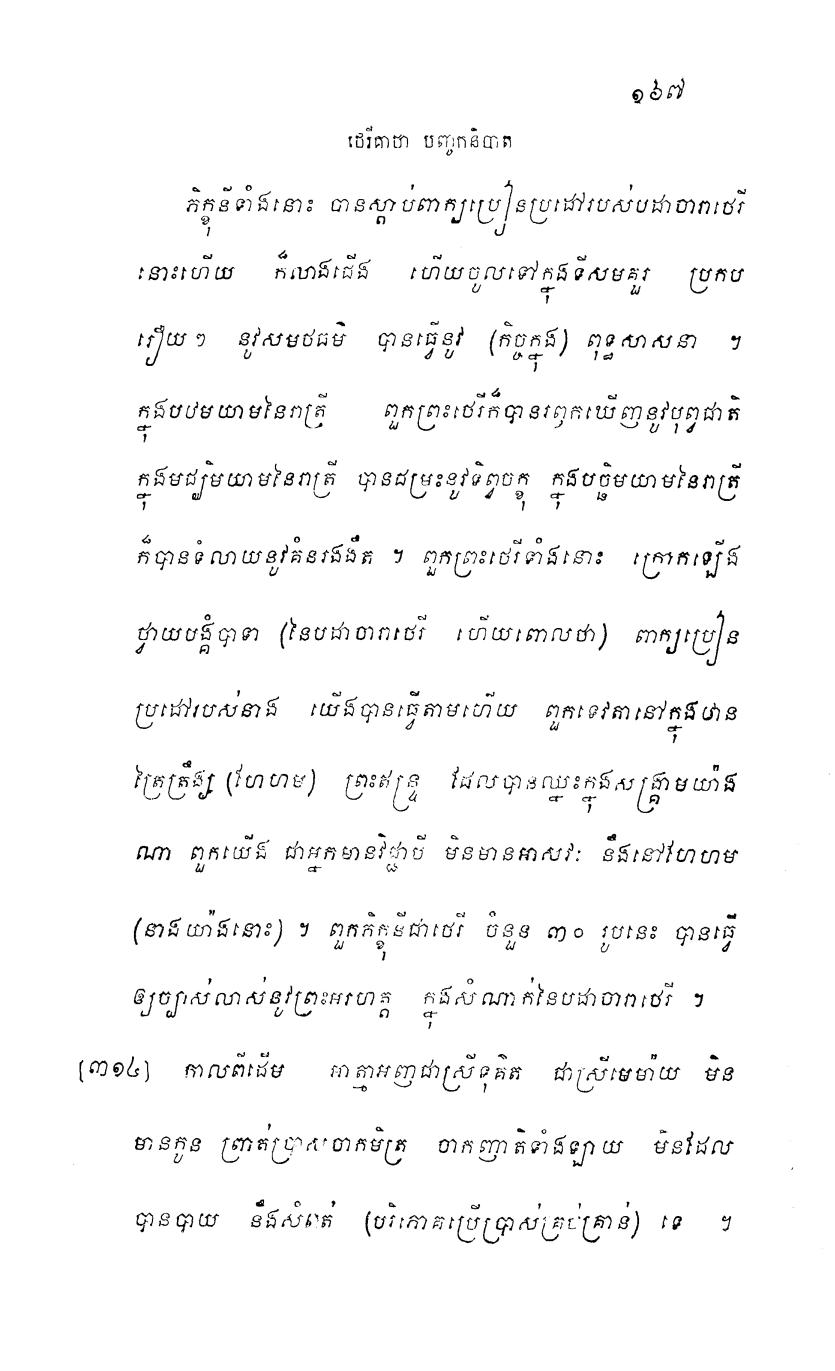 ១៦៧
ថេរីគាថា បញ្ចកនិបាត
ភិក្ខុនីទាំងនោះ បានស្តាប់ពាក្យប្រៀនប្រដៅរបស់បដាចារាថេរី
នោះហើយ ក៏លាងជើង ហើយចូលទៅក្នុងទីសមគួរ ប្រកប
រឿយៗ នូវសមថធម៌ បានធ្វើនូវ (កិច្ចក្នុង) ពុទ្ធសាសនា ។
ក្នុងបឋមយាមនៃរាត្រី ពួកព្រះថេរីក៏បានរឭកឃើញនូវបុព្វជាតិ
ក្នុងមជ្ឈិមយាមនៃរាត្រី បានជម្រះនូវទិព្វចក្ខុ ក្នុងបច្ឆិមយាមនៃរាត្រី
ក៏បានទំលាយនូវគំនរងងឹត ។ ពួកព្រះថេរីទាំងនោះ ក្រោកឡើង
ថ្វាយបង្គំបាទា (នៃបដាចារាថេរី ហើយពោលថា) ពាក្យប្រៀន
ប្រដៅរបស់នាង យើងបានធ្វើតាមហើយ ពួកទេវតានៅក្នុងឋាន
ត្រៃត្រឹង្ស (ហែហម) ព្រះឥន្ទ្រ ដែលបានឈ្នះក្នុងសង្គ្រាមយ៉ាង
ណា ពួកយើង ជាអ្នកមានវិជ្ជាបី មិនមានអាសវៈ នឹងនៅហែហម
(នាងយ៉ាងនោះ) ។ ពួកភិក្ខុនីជាថេរី ចំនួន ៣០ រូបនេះ បានធ្វើ
ឲ្យច្បាស់លាស់នូវព្រះអរហត្ត ក្នុងសំណាក់នៃបដាចារាថេរី ។
[៣១៤] កាលពីដើម អាត្មាអញជាស្រីទុគ៌ត ជាស្រីមេម៉ាយ មិន
មានកូន ព្រាត់ប្រាសចាកមិត្រ ចាកញាតិទាំងឡាយ មិនដែល
បានបាយ នឹងសំពត់ (បរិភោគប្រើប្រាស់គ្រប់គ្រាន់) ទេ ។